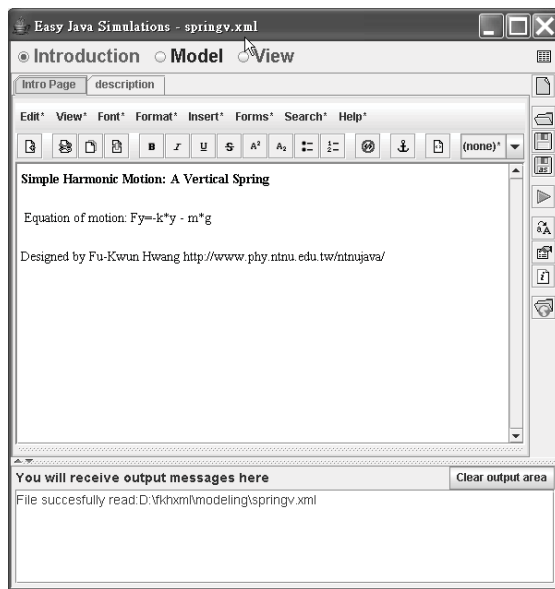 Easy Java Simulations - springv.xml
Introduction Model View
Intro Page description
Edit* View* Font* Format* Insert* Forms* Search* Help*
B I U S A² A₂ (none)*
Simple Harmonic Motion: A Vertical Spring
Equation of motion: Fy=-k*y - m*g
Designed by Fu-Kwun Hwang http://www.phy.ntnu.edu.tw/ntnujava/
You will receive output messages here Clear output area
File succesfully read:D:\fkhxml\modeling\springv.xml